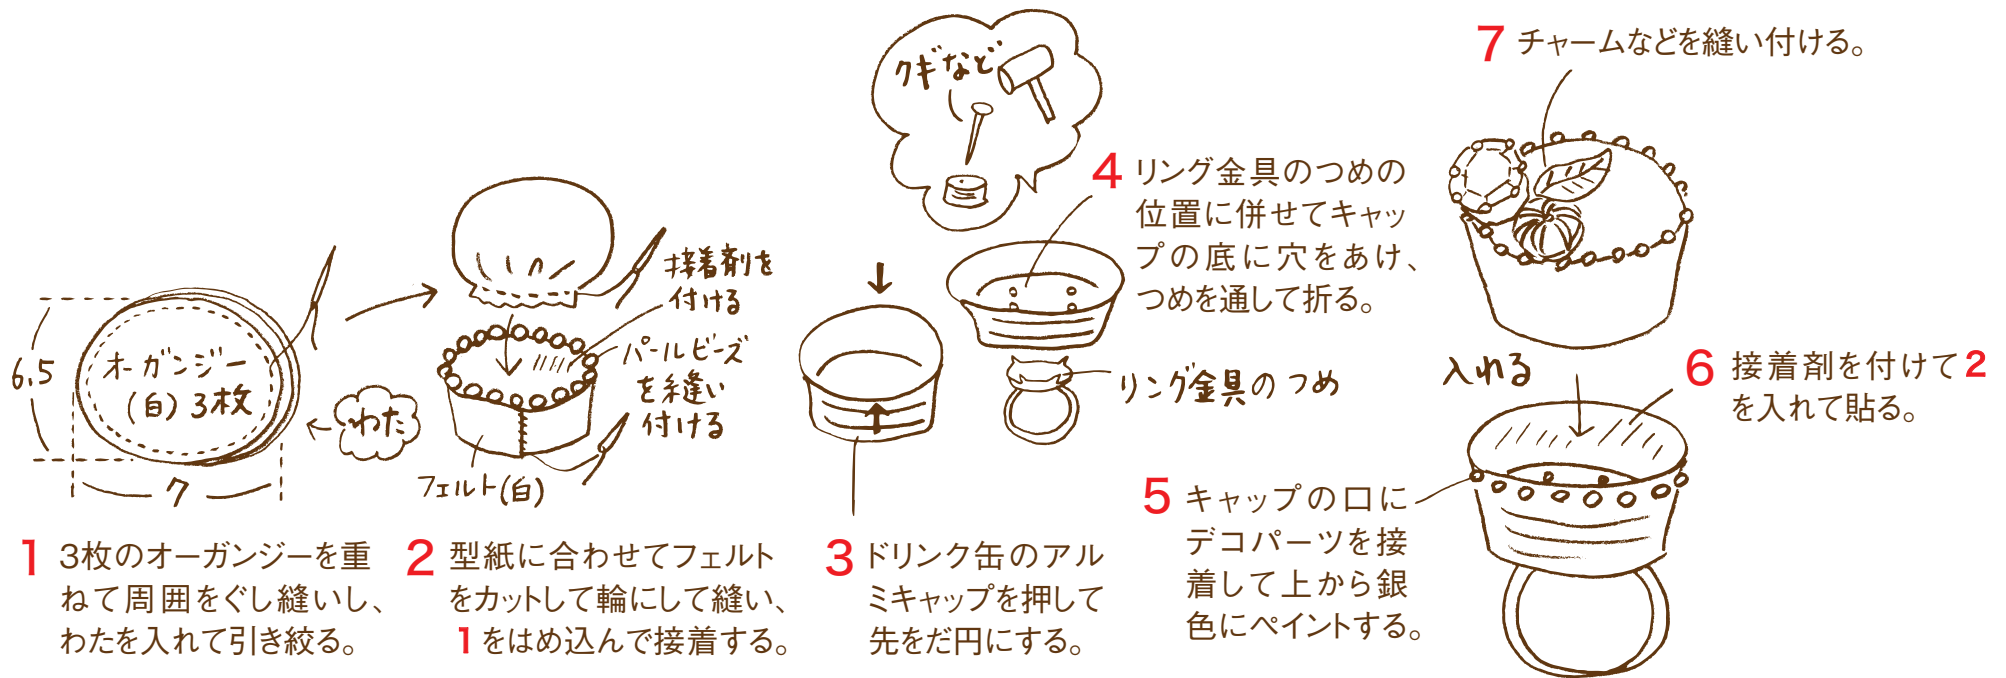 6.5
オーガンジー
(白)3枚
7
わた
1 3枚のオーガンジーを重
ねて周囲をぐし縫いし、
わたを入れて引き絞る。
接着剤を
付ける
パールビーズ
を縫い
付ける
フェルト(白)
2 型紙に合わせてフェルト
をカットして輪にして縫い、
1をはめ込んで接着する。
3 ドリンク缶のアル
ミキャップを押して
先をだ円にする。
クギなど
4 リング金具のつめの
位置に併せてキャッ
プの底に穴をあけ、
つめを通して折る。
リング金具のつめ
5 キャップの口に
デコパーツを接
着して上から銀
色にペイントする。
入れる
6 接着剤を付けて2
を入れて貼る。
7 チャームなどを縫い付ける。